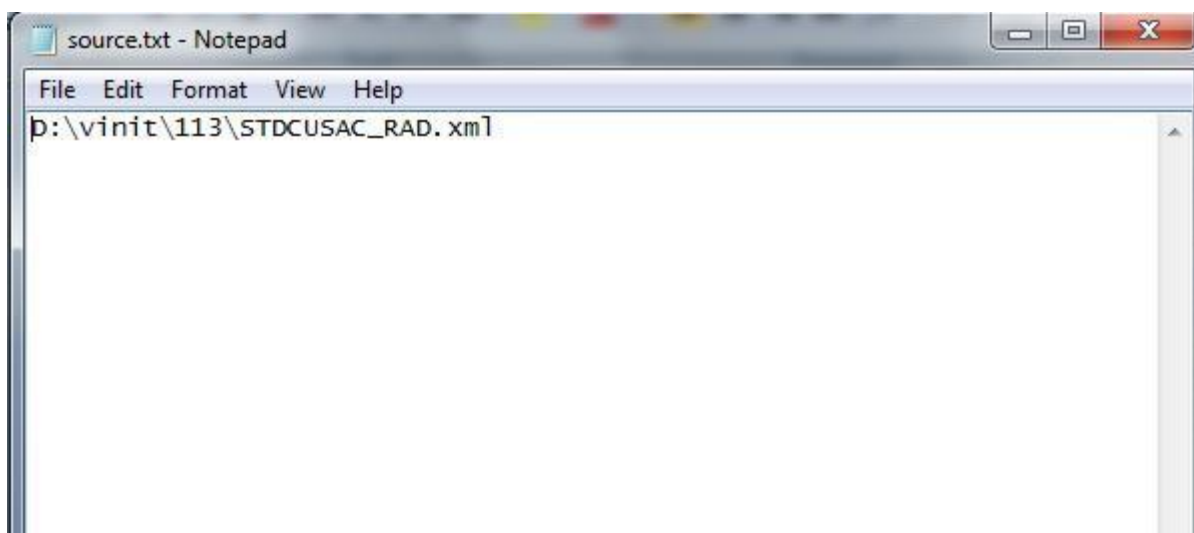 source.txt - Notepad
File Edit Format View Help
D:\vinit\113\STDCUSAC_RAD.xml